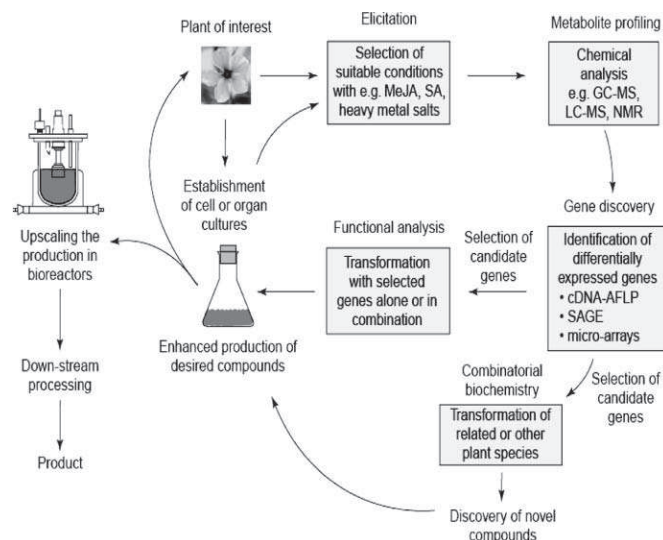 Plant of interest
Elicitation
Selection of
suitable conditions
with e.g. MeJA, SA,
heavy metal salts
Metabolite profiling
Chemical
analysis
e.g. GC-MS,
LC-MS, NMR
Establishment
of cell or organ
cultures
Gene discovery
Identification of
differentially
expressed genes
• cDNA-AFLP
• SAGE
• micro-arrays
Selection of
candidate
genes
Functional analysis
Transformation
with selected
genes alone or in
combination
Upscaling the
production in
bioreactors
Enhanced production of
desired compounds
Down-stream
processing
Product
Selection of
candidate
genes
Combinatorial
biochemistry
Transformation of
related or other
plant species
Discovery of novel
compounds